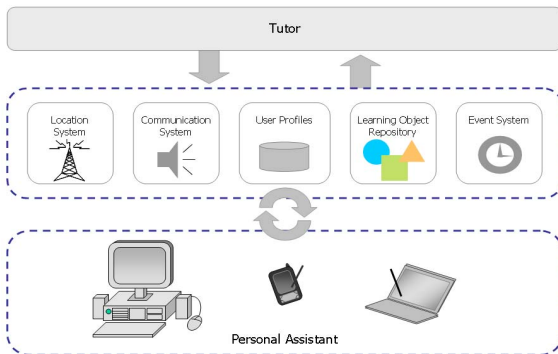 Tutor
Location
System
Communication
System
User Profiles
Learning Object
Repository
Event System
Personal Assistant